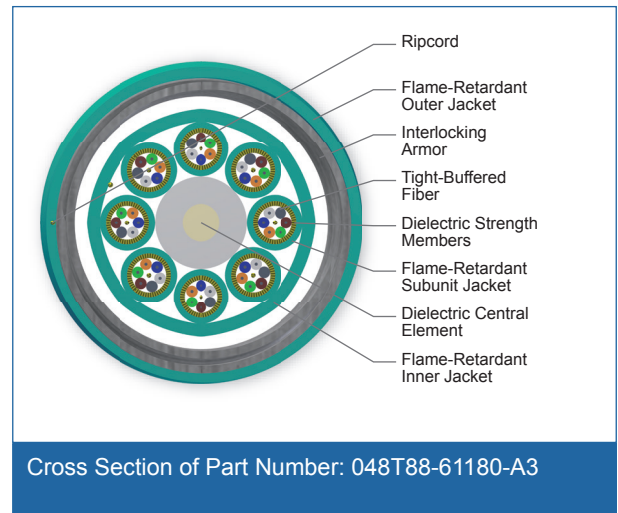 Ripcord
Flame-Retardant
Outer Jacket
Interlocking
Armor
Tight-Buffered
Fiber
Dielectric Strength
Members
Flame-Retardant
Subunit Jacket
Dielectric Central
Element
Flame-Retardant
Inner Jacket
Cross Section of Part Number: 048T88-61180-A3